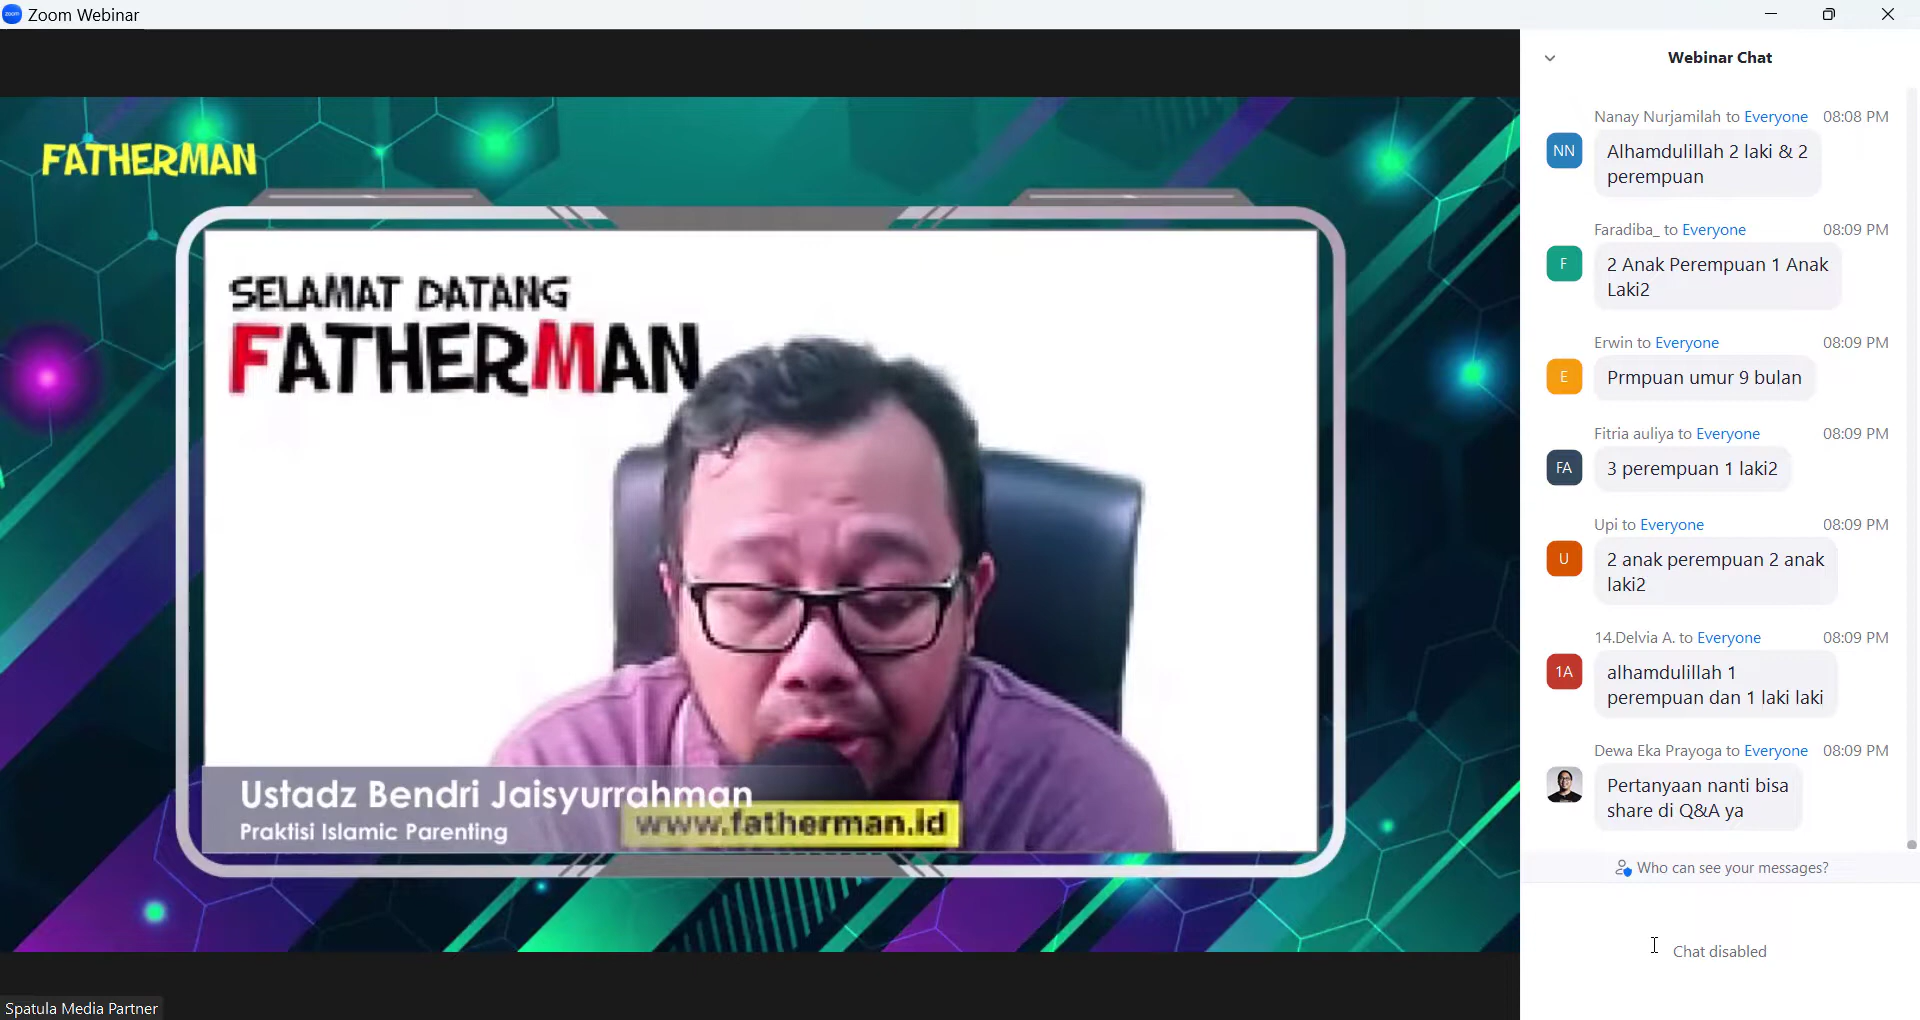 zoom
Zoom Webinar
FATHERMAN
SELAMAT DATANG
FATHERMAN
Ustadz Bendri Jaisyurrahman
Praktisi Islamic Parenting
www.fatherman.id
Spatula Media Partner
Webinar Chat
Nanay Nurjamilah to Everyone 08:08 PM
NN
Alhamdulillah 2 laki & 2
perempuan
Faradiba_ to Everyone 08:09 PM
F
2 Anak Perempuan 1 Anak
Laki2
Erwin to Everyone 08:09 PM
E
Prmpuan umur 9 bulan
Fitria auliya to Everyone 08:09 PM
FA
3 perempuan 1 laki2
Upi to Everyone 08:09 PM
U
2 anak perempuan 2 anak
laki2
14.Delvia A. to Everyone 08:09 PM
1A
alhamdulillah 1
perempuan dan 1 laki laki
Dewa Eka Prayoga to Everyone 08:09 PM
Pertanyaan nanti bisa
share di Q&A ya
Who can see your messages?
Chat disabled